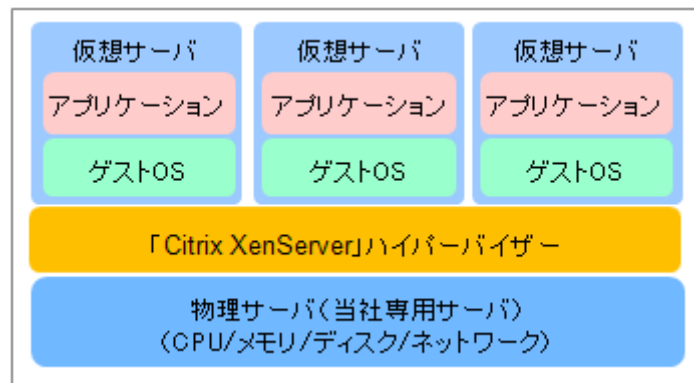 仮想サーバ
アプリケーション
ゲストOS
仮想サーバ
アプリケーション
ゲストOS
仮想サーバ
アプリケーション
ゲストOS
「Citrix XenServer」ハイパーバイザー
物理サーバ(当社専用サーバ)
(CPU/メモリ/ディスク/ネットワーク)